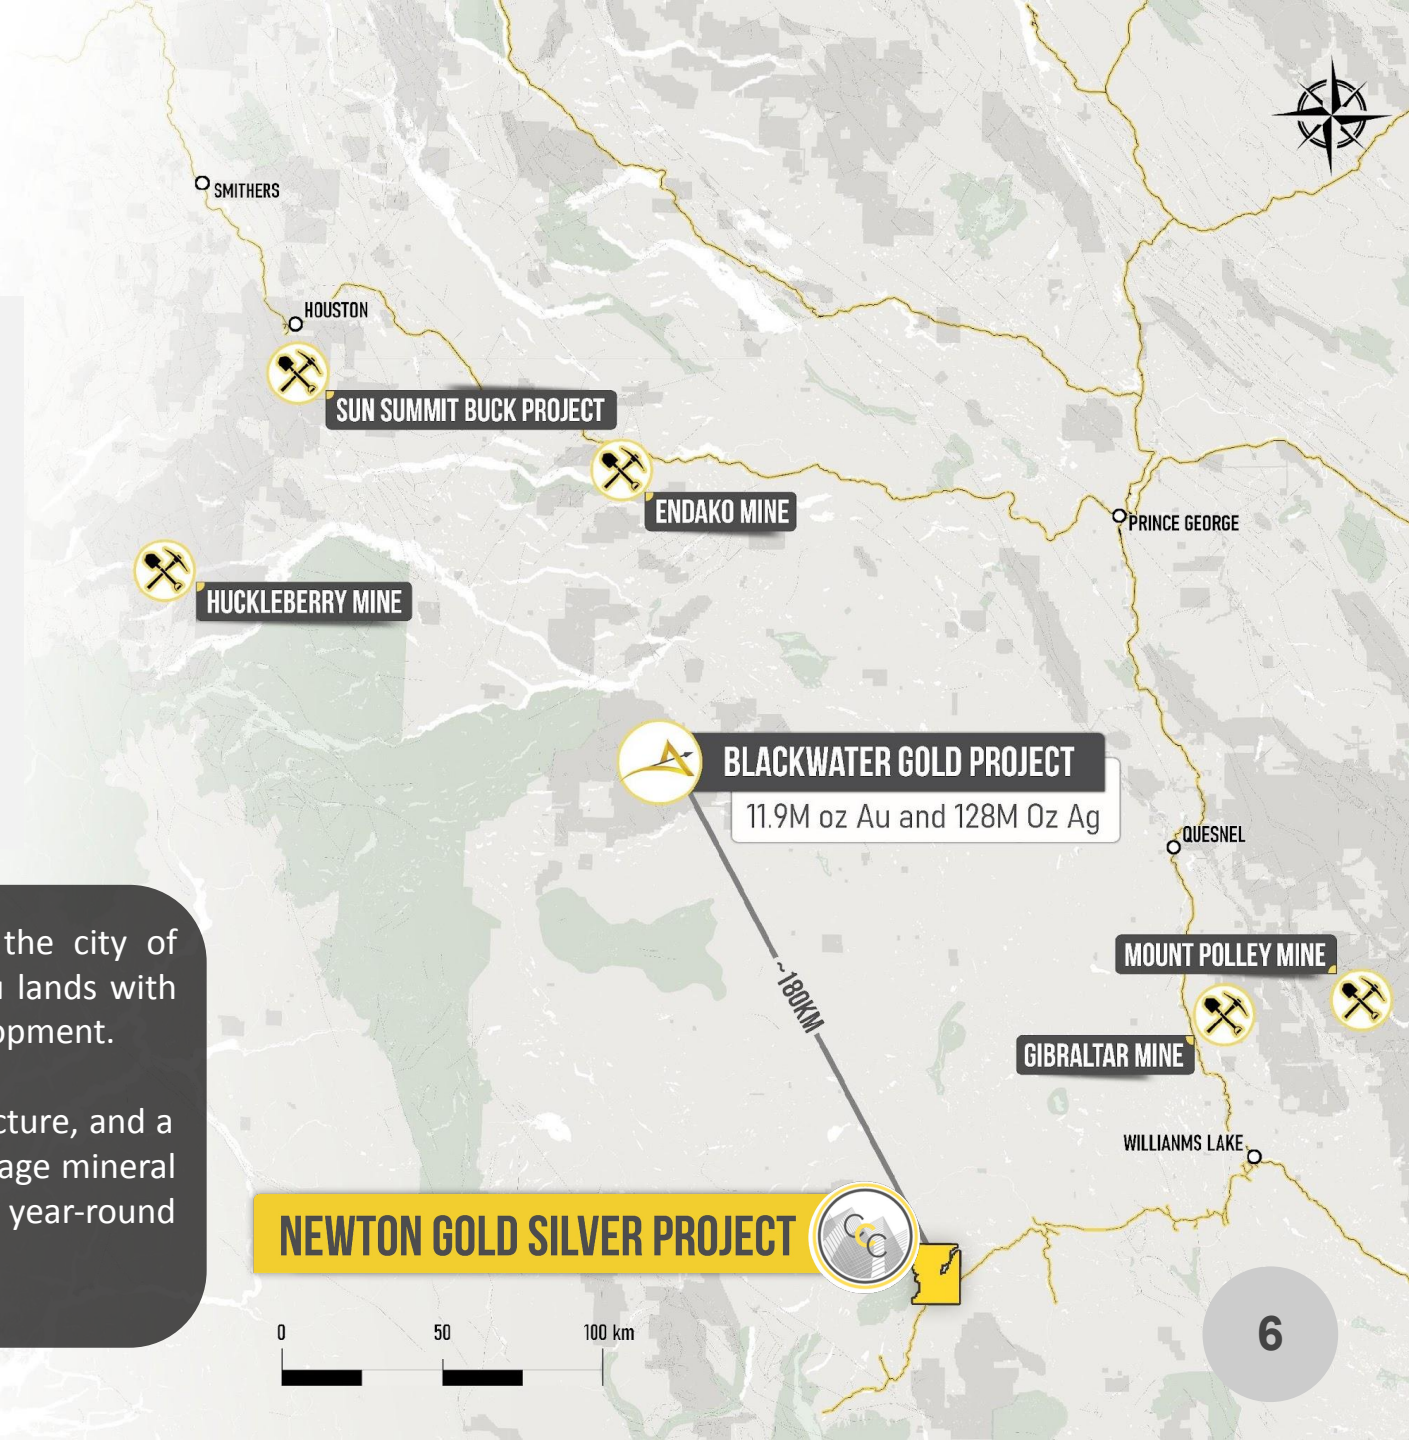 SMITHERS
HOUSTON
SUN SUMMIT BUCK PROJECT
ENDAKO MINE
PRINCE GEORGE
HUCKLEBERRY MINE
BLACKWATER GOLD PROJECT
11.9M oz Au and 128M Oz Ag
QUESNEL
the city of
lands with
MOUNT POLLEY MINE
~180KM
opment.
GIBRALTAR MINE
cture, and a
WILLIANMS LAKE
age mineral
year-round
NEWTON GOLD SILVER PROJECT
CCC
0 50 100 km
6